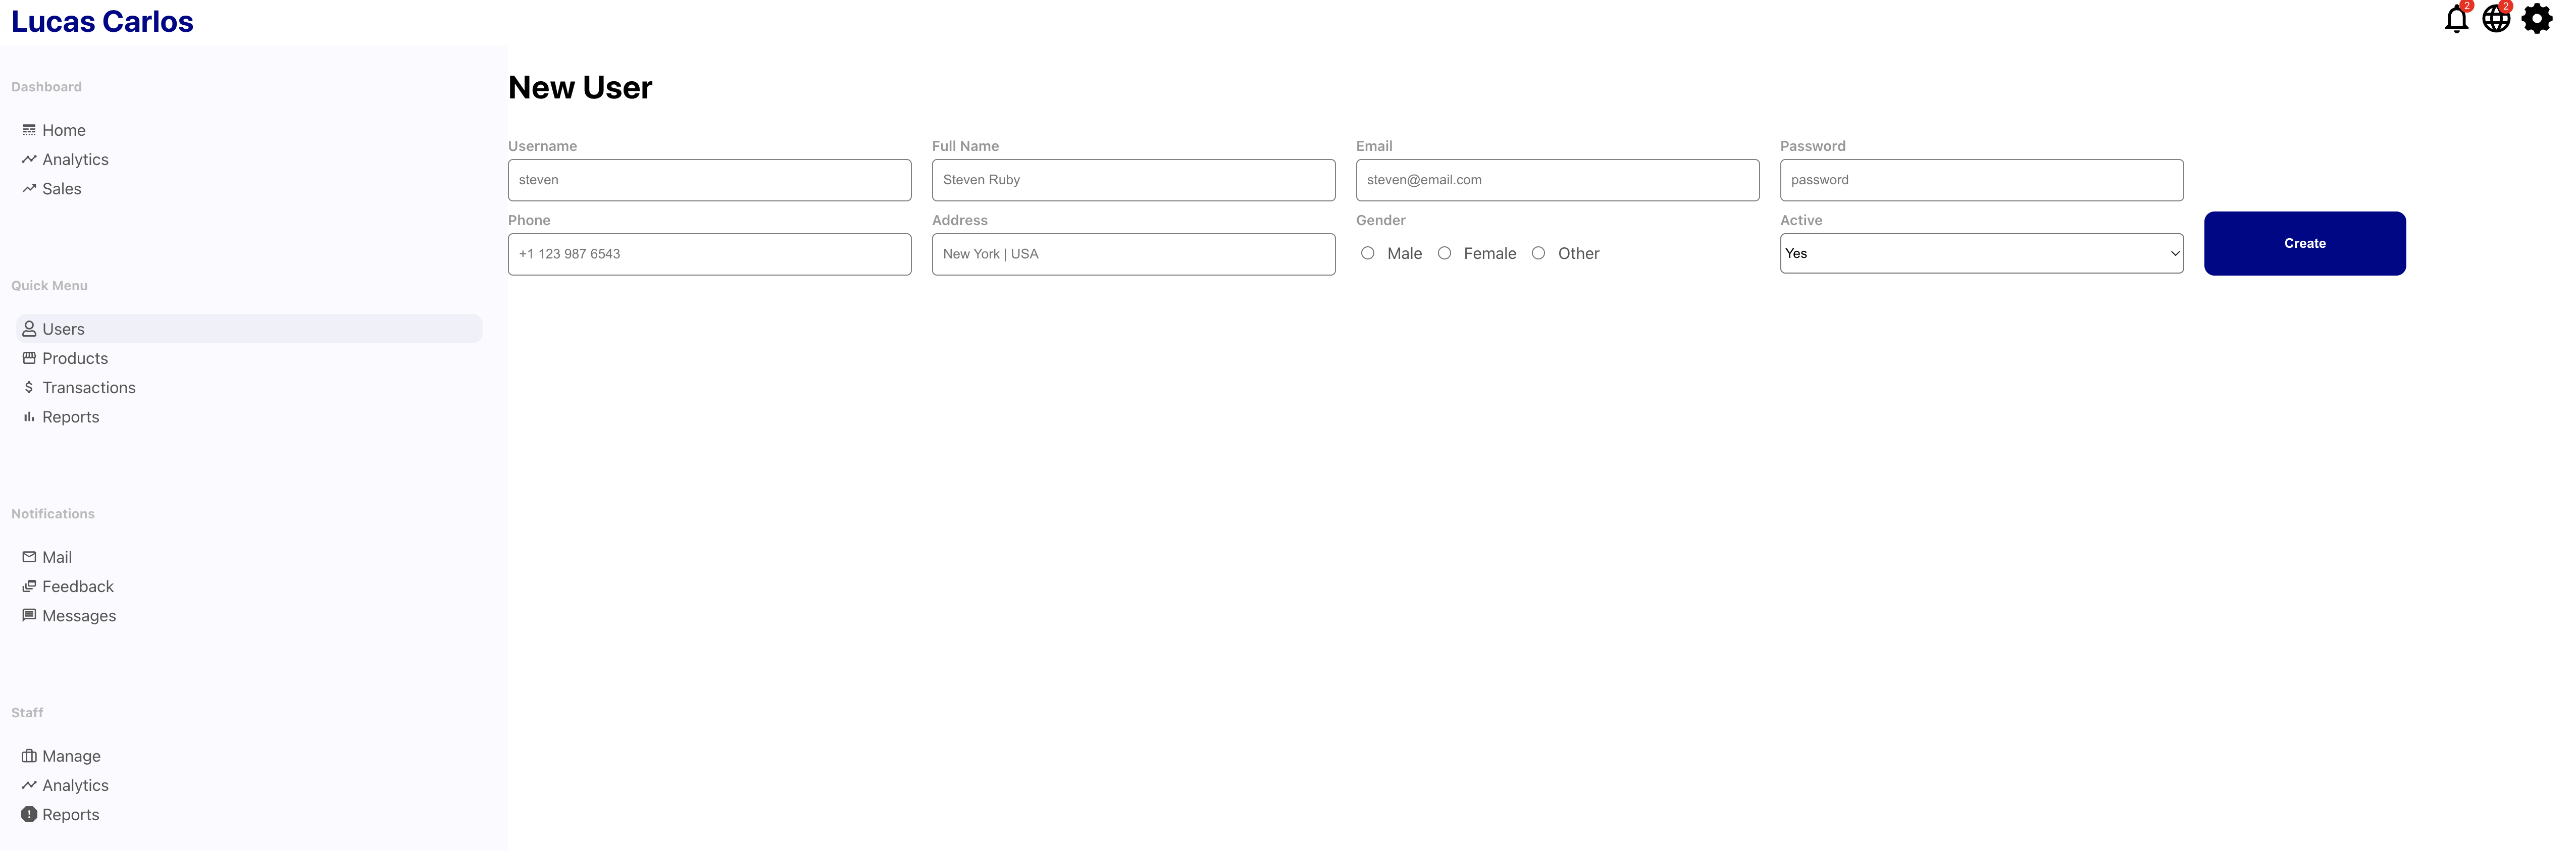 Lucas Carlos
2
2
Dashboard
Home
Analytics
Sales
Quick Menu
Users
Products
Transactions
Reports
Notifications
Mail
Feedback
Messages
Staff
Manage
Analytics
Reports
New User
Username Full Name Email Password
steven Steven Ruby steven@email.com password
Phone Address Gender Active
+1 123 987 6543 New York | USA Male Female Other Yes
Create